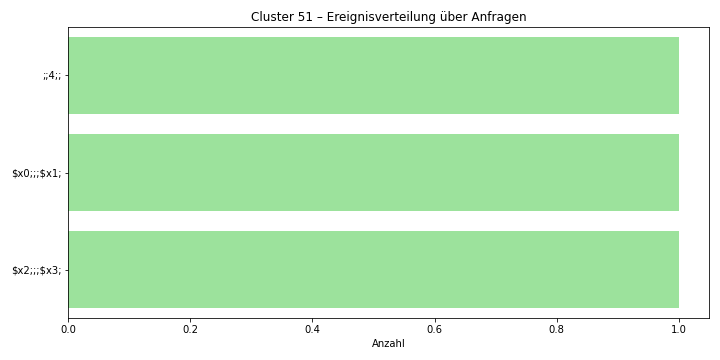 Cluster 51 – Ereignisverteilung über Anfragen
;;4;;
$x0;;;$x1;
$x2;;;$x3;
0.0 0.2 0.4 0.6 0.8 1.0
Anzahl